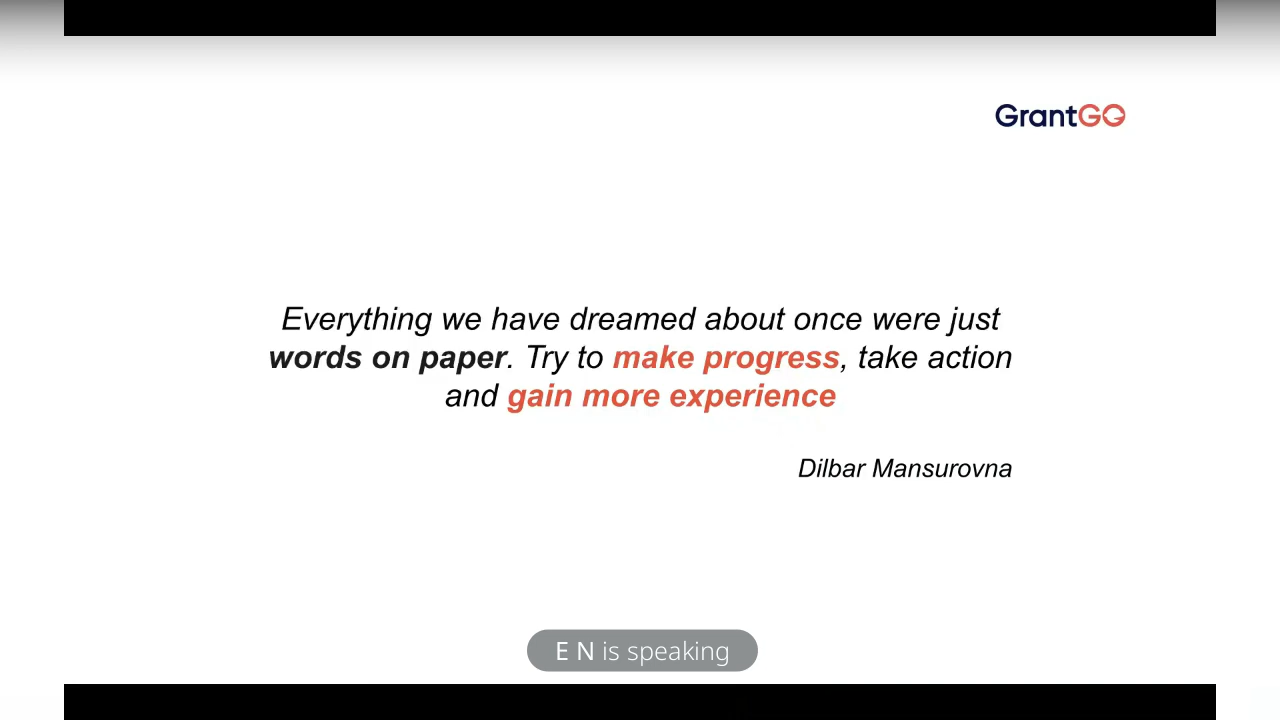 GrantGO
Everything we have dreamed about once were just
words on paper. Try to make progress, take action
and gain more experience
Dilbar Mansurovna
E N is speaking